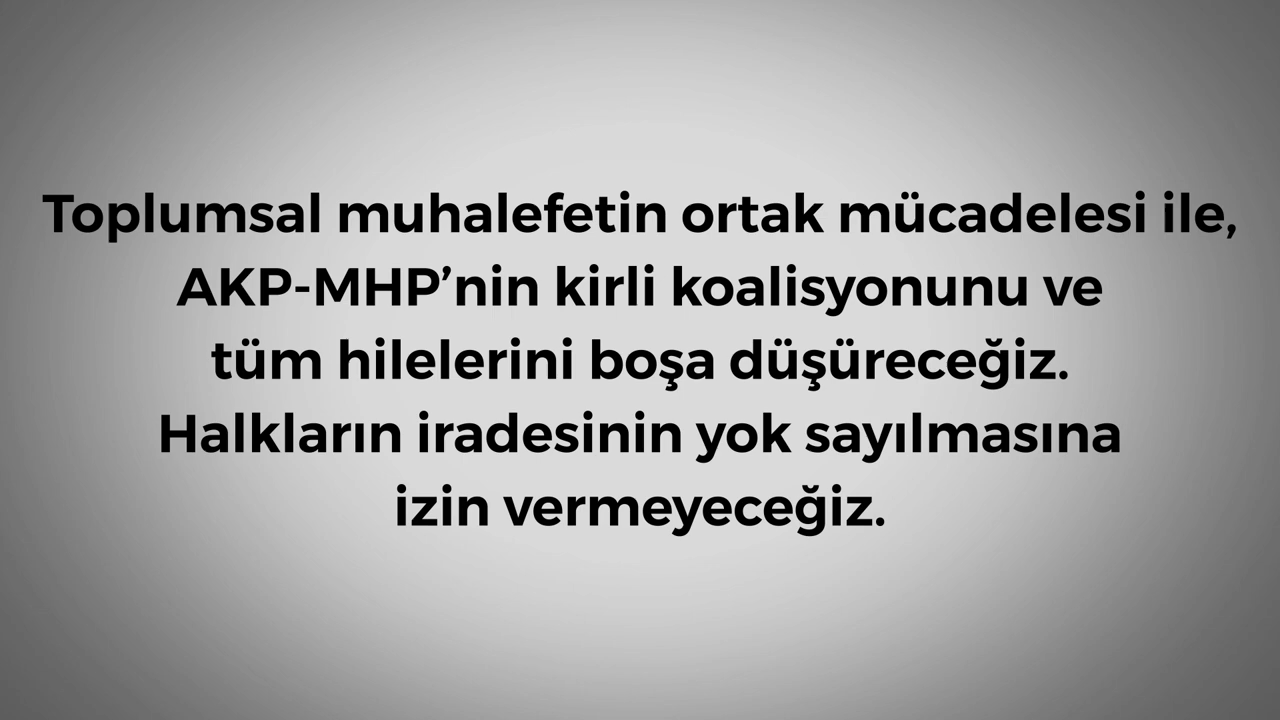 Toplumsal muhalefetin ortak mücadelesi ile,
AKP-MHP’nin kirli koalisyonunu ve
tüm hilelerini boşa düşüreceğiz.
Halkların iradesinin yok sayılmasına
izin vermeyeceğiz.